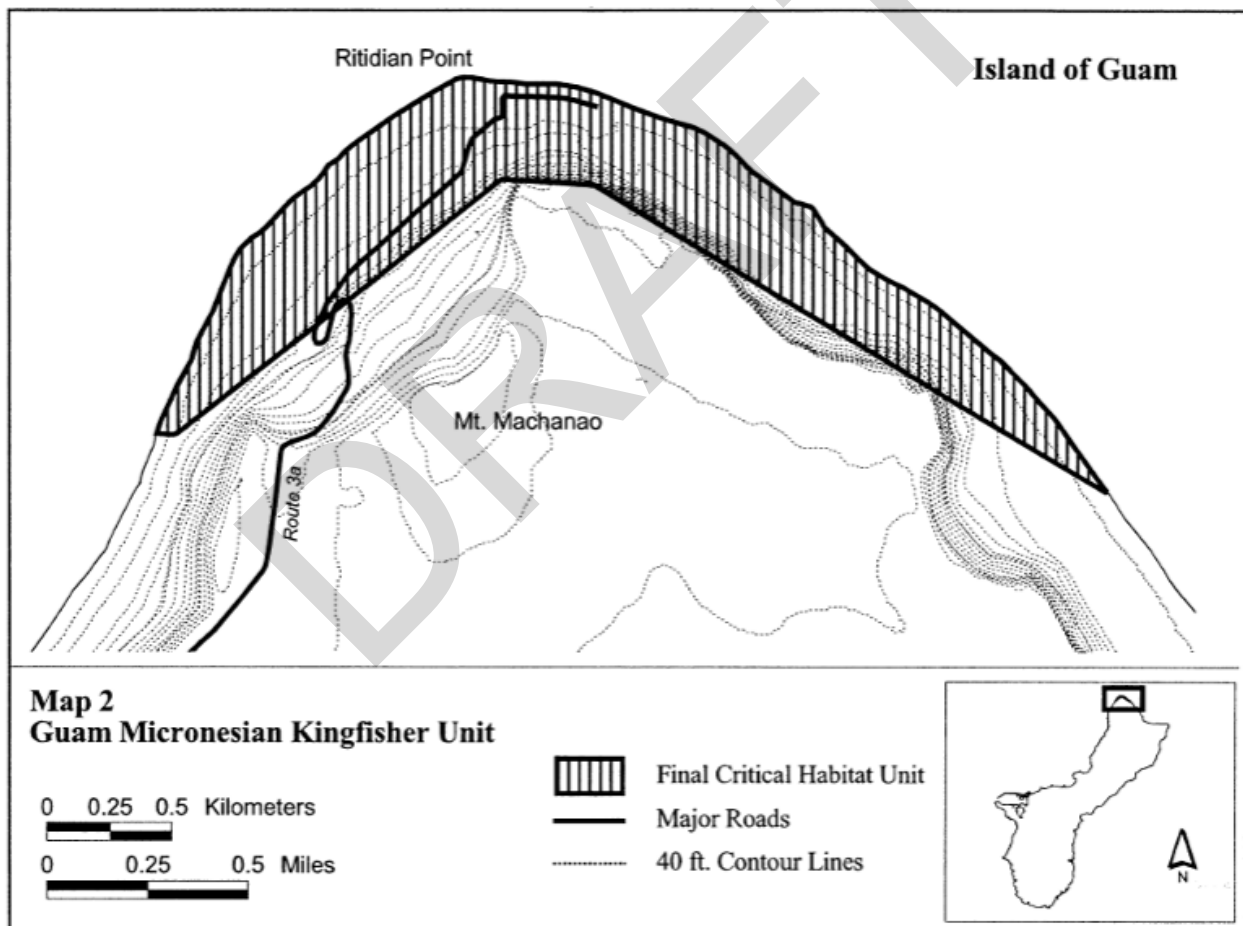 Ritidian Point
Island of Guam
DRAFT
Mt. Machanao
Route 3a
Map 2
Guam Micronesian Kingfisher Unit
0 0.25 0.5 Kilometers
0 0.25 0.5 Miles
Final Critical Habitat Unit
Major Roads
40 ft. Contour Lines
N